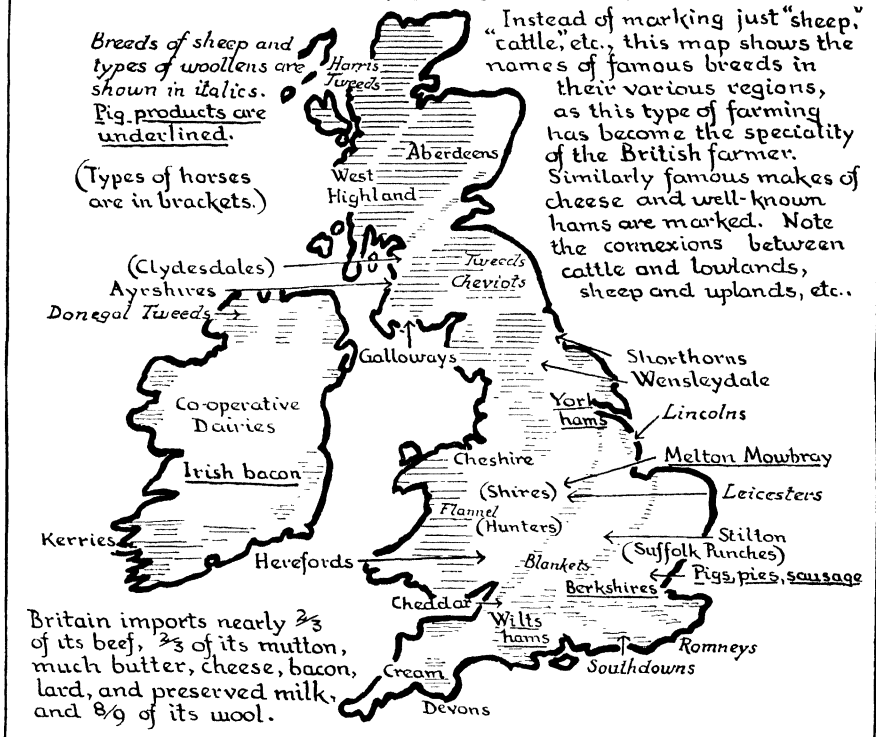 Breeds of sheep and
types of woollens are
shown in italics.
Pig products are
underlined.
(Types of horses
are in brackets.)
Instead of marking just "sheep,"
"cattle," etc., this map shows the
names of famous breeds in
their various regions,
as this type of farming
has become the speciality
of the British farmer.
Similarly famous makes of
cheese and well-known
hams are marked. Note
the connexions between
cattle and lowlands,
sheep and uplands, etc..
Harris
Tweeds
Aberdeens
West
Highland
(Clydesdales)
Ayrshires
Donegal Tweeds
Tweeds
Cheviots
Galloways
Shorthorns
Wensleydale
York
hams
Lincolns
Co-operative
Dairies
Irish bacon
Kerries
Cheshire
Melton Mowbray
(Shires)
Leicesters
Flannel
(Hunters)
Stilton
(Suffolk Punches)
Herefords
Blankets
Pigs, pies, sausage
Berkshires
Cheddar
Wilts
hams
Romneys
Southdowns
Cream
Devons
Britain imports nearly 2/3
of its beef, 2/3 of its mutton,
much butter, cheese, bacon,
lard, and preserved milk,
and 8/9 of its wool.